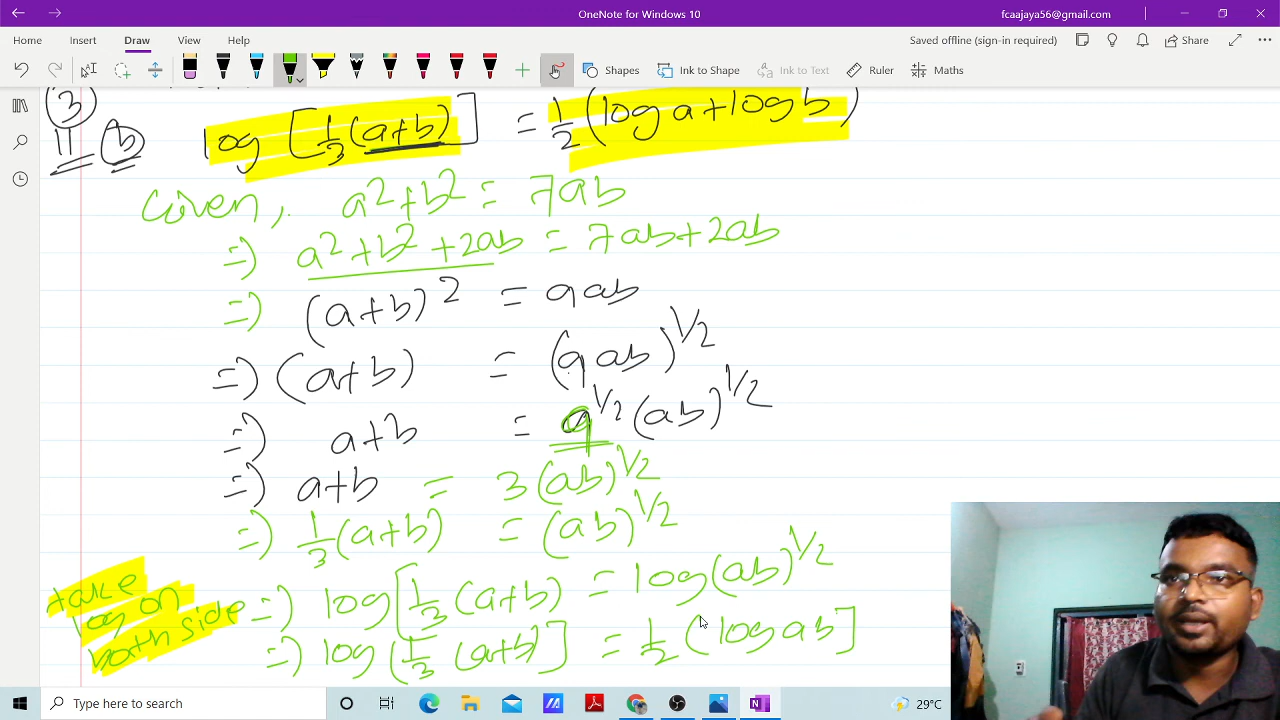 OneNote for Windows 10
fcaajaya56@gmail.com
Home Insert Draw View Help
Saved offline (sign-in required)
Share
Shapes
Ink to Shape
Ink to Text
Ruler
Maths
③
11 (b) log [1/3 (a+b)] = 1/2 (log a + log b)
Given, a² + b² = 7ab
=) a² + b² + 2ab = 7ab + 2ab
=) (a+b)² = 9ab
=) (a+b) = (9ab)^1/2
=) a+b = 9^1/2 (ab)^1/2
=) a+b = 3 (ab)^1/2
=) 1/3 (a+b) = (ab)^1/2
take log on both side
=) log [1/3 (a+b) = log (ab)^1/2
=) log [1/3 (a+b)] = 1/2 (log ab]
Type here to search
29°C